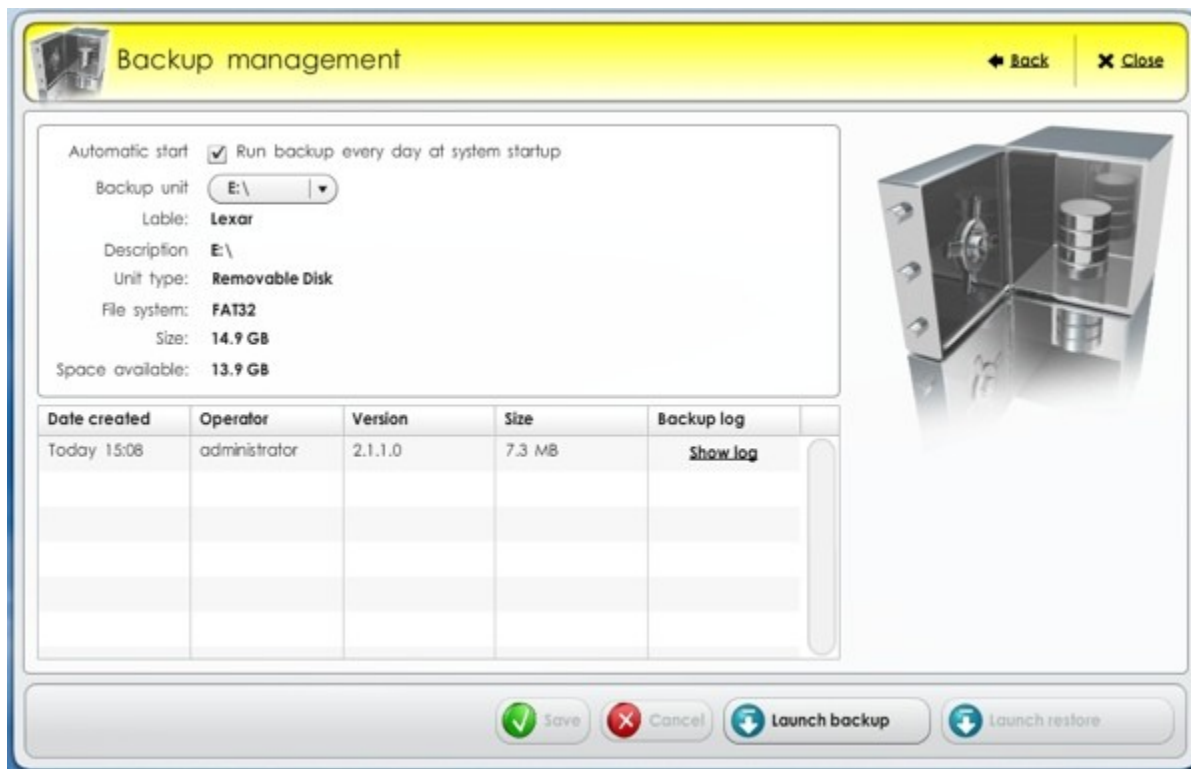 Backup management
Back
Close
Automatic start Run backup every day at system startup
Backup unit E:\
Lable: Lexar
Description E:\
Unit type: Removable Disk
File system: FAT32
Size: 14.9 GB
Space available: 13.9 GB
Date created Operator Version Size Backup log
Today 15:08 administrator 2.1.1.0 7.3 MB Show log
Save Cancel Launch backup Launch restore